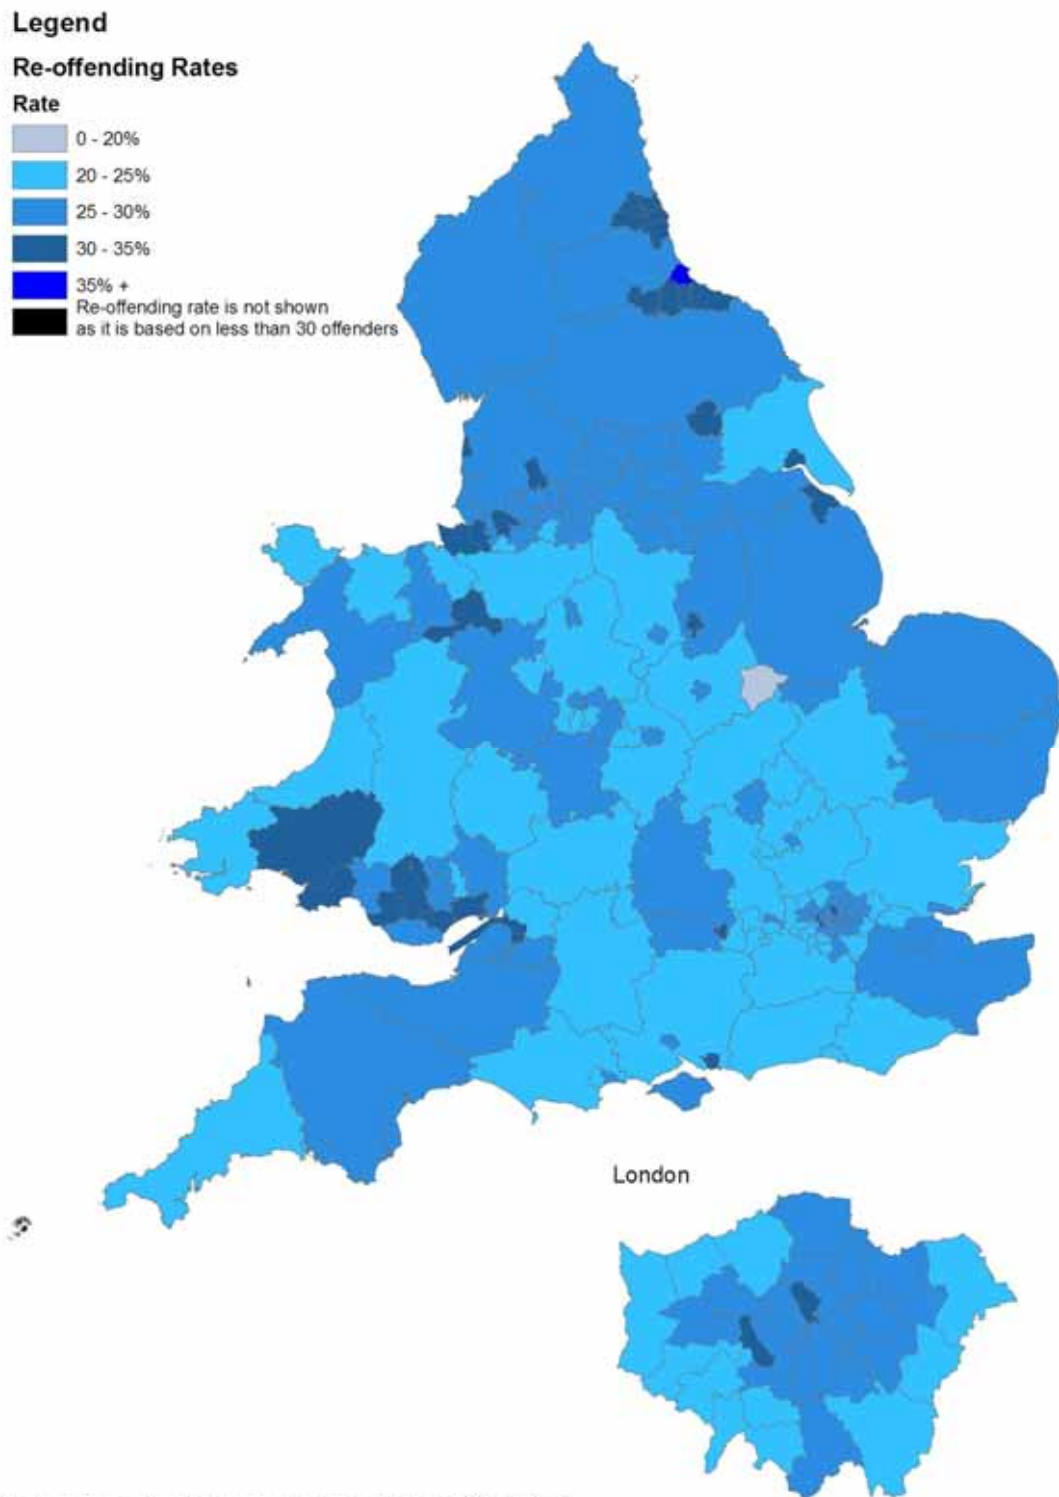 Legend
Re-offending Rates
Rate
0 - 20%
20 - 25%
25 - 30%
30 - 35%
35% +
Re-offending rate is not shown
as it is based on less than 30 offenders
London